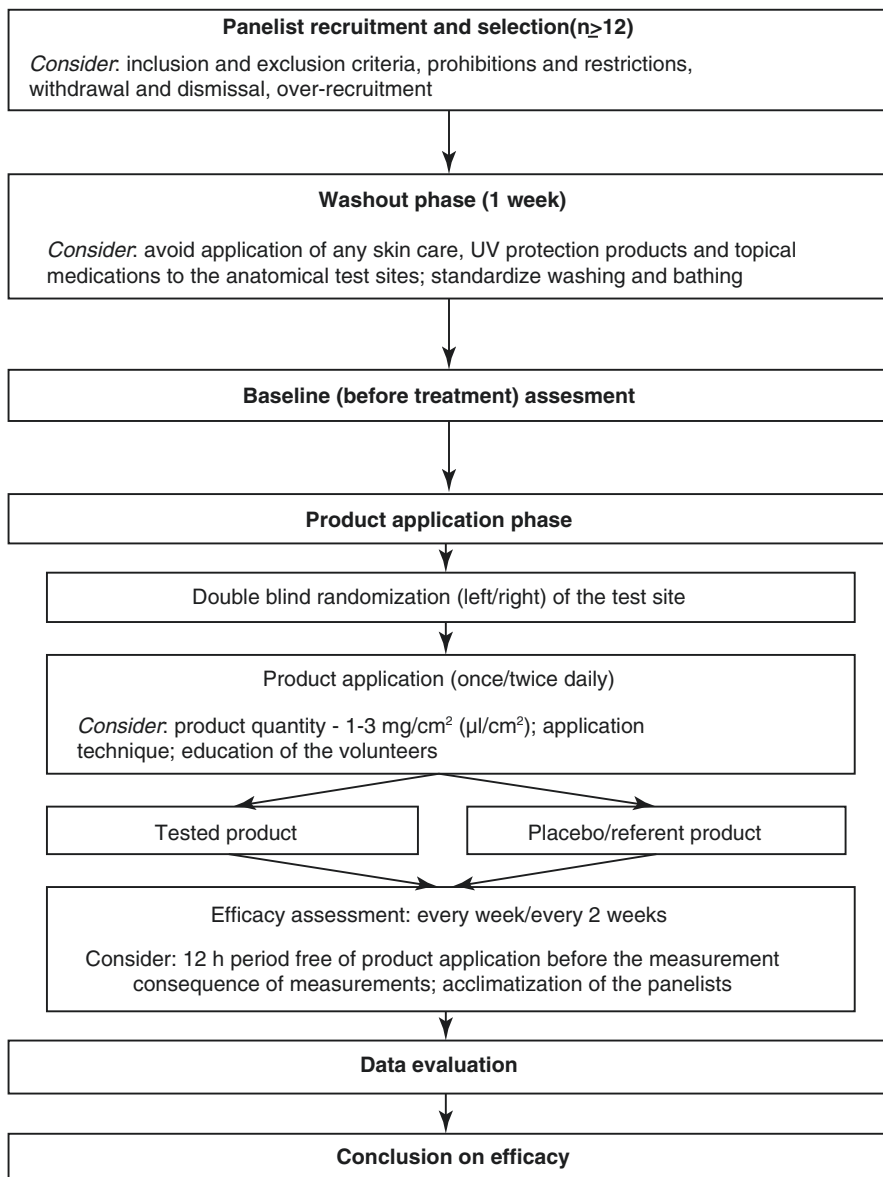 Panelist recruitment and selection(n≥12)
Consider: inclusion and exclusion criteria, prohibitions and restrictions,
withdrawal and dismissal, over-recruitment
Washout phase (1 week)
Consider: avoid application of any skin care, UV protection products and topical
medications to the anatomical test sites; standardize washing and bathing
Baseline (before treatment) assesment
Product application phase
Double blind randomization (left/right) of the test site
Product application (once/twice daily)
Consider: product quantity - 1-3 mg/cm² (µl/cm²); application
technique; education of the volunteers
Tested product
Placebo/referent product
Efficacy assessment: every week/every 2 weeks
Consider: 12 h period free of product application before the measurement
consequence of measurements; acclimatization of the panelists
Data evaluation
Conclusion on efficacy